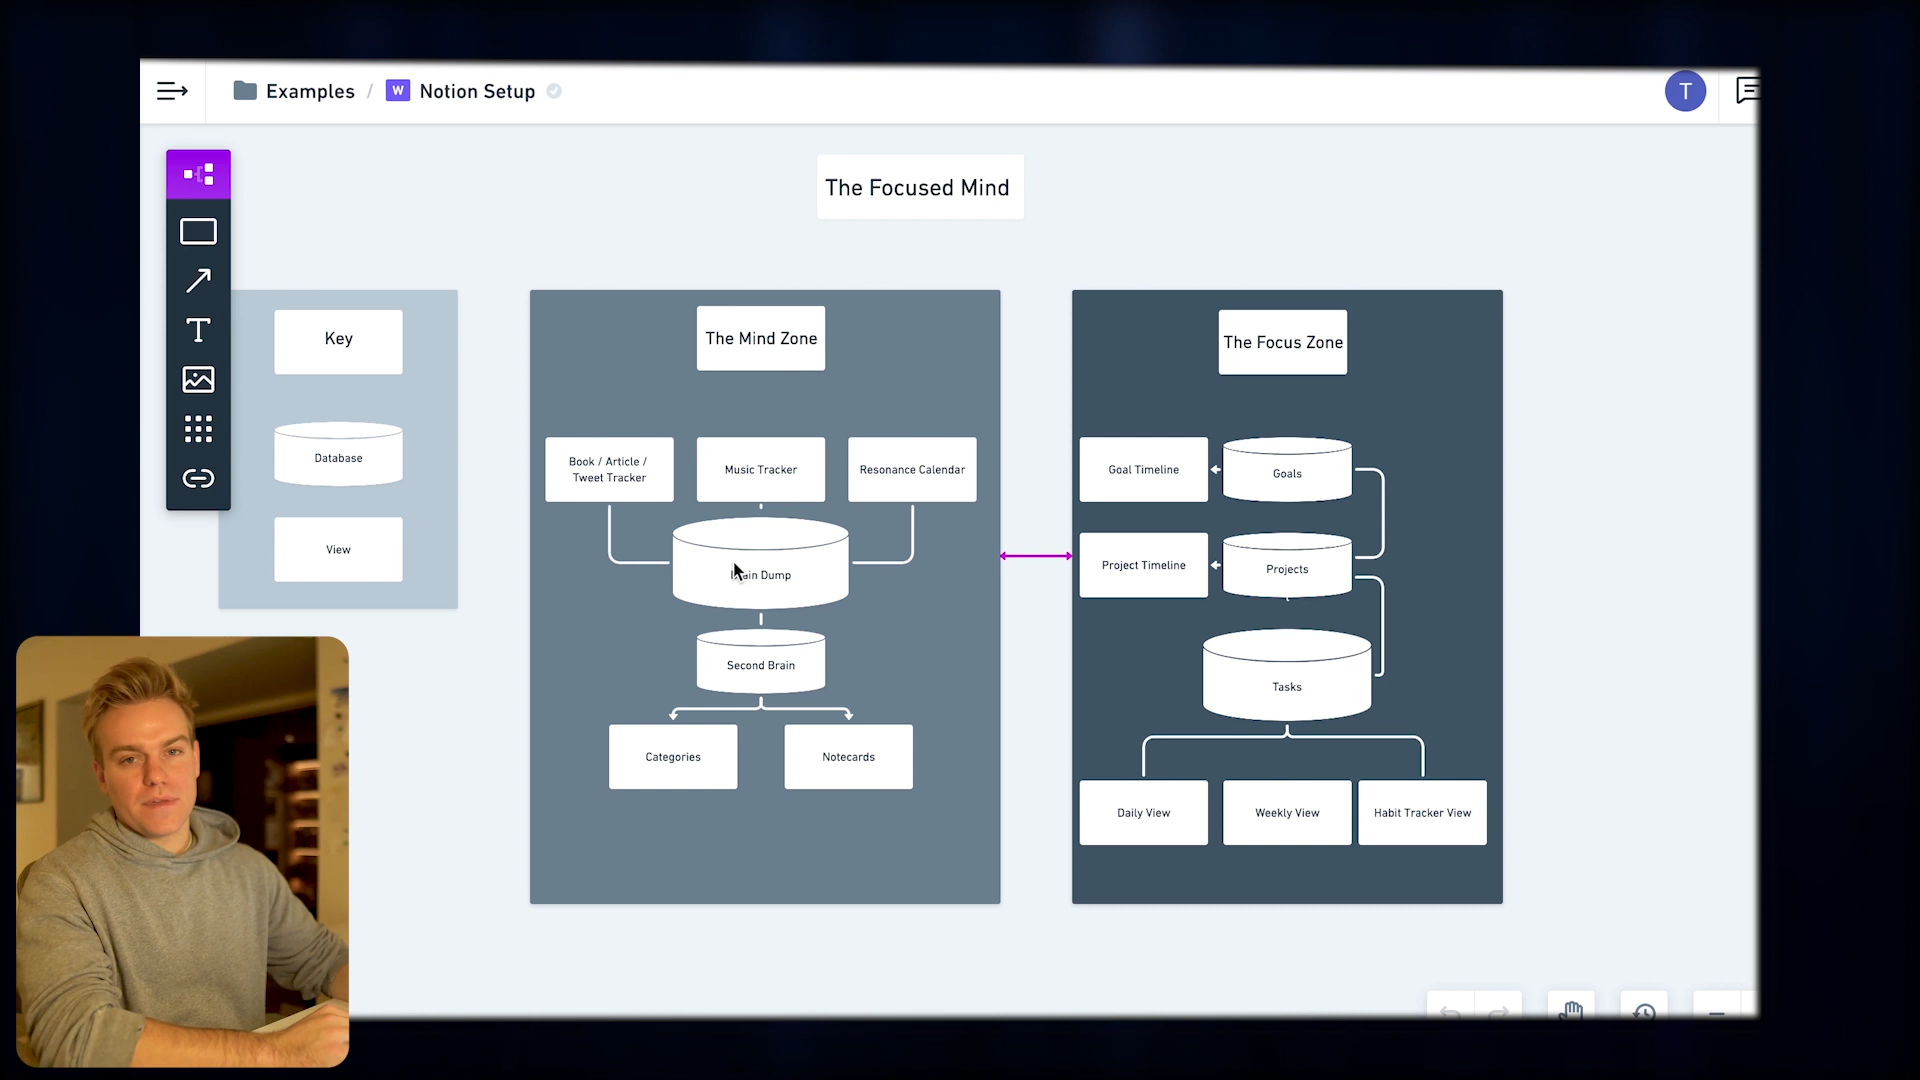 Examples / W Notion Setup
T
The Focused Mind
Key
Database
View
The Mind Zone
Book / Article /
Tweet Tracker
Music Tracker
Resonance Calendar
Brain Dump
Second Brain
Categories
Notecards
The Focus Zone
Goal Timeline
Goals
Project Timeline
Projects
Tasks
Daily View
Weekly View
Habit Tracker View